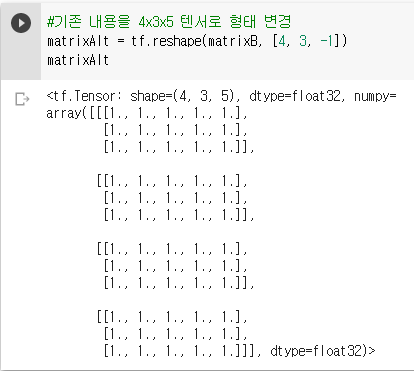 #기존 내용을 4x3x5 텐서로 형태 변경
matrixAlt = tf.reshape(matrixB, [4, 3, -1])
matrixAlt
<tf.Tensor: shape=(4, 3, 5), dtype=float32, numpy=
array([[[1., 1., 1., 1., 1.],
[1., 1., 1., 1., 1.],
[1., 1., 1., 1., 1.]],
[[1., 1., 1., 1., 1.],
[1., 1., 1., 1., 1.],
[1., 1., 1., 1., 1.]],
[[1., 1., 1., 1., 1.],
[1., 1., 1., 1., 1.],
[1., 1., 1., 1., 1.]],
[[1., 1., 1., 1., 1.],
[1., 1., 1., 1., 1.],
[1., 1., 1., 1., 1.]]], dtype=float32)>